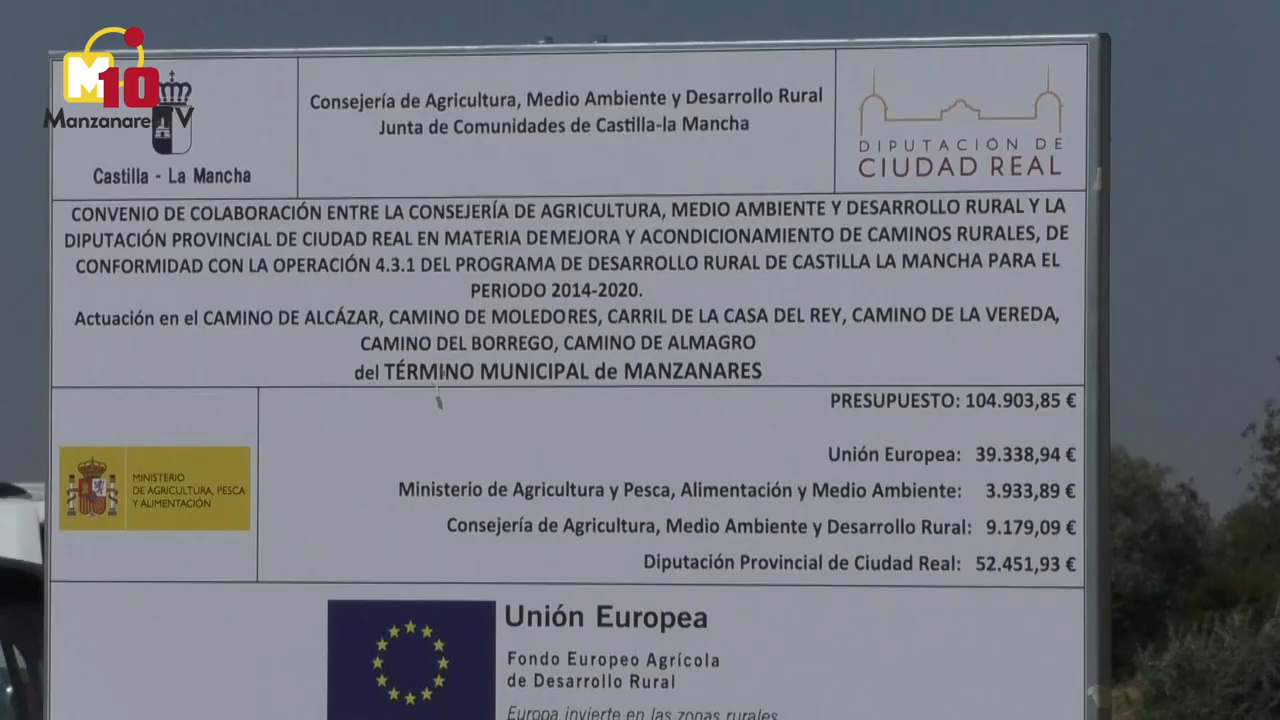 M10
Manzanares TV
Castilla - La Mancha
Consejería de Agricultura, Medio Ambiente y Desarrollo Rural
Junta de Comunidades de Castilla-la Mancha
DIPUTACIÓN DE
CIUDAD REAL
CONVENIO DE COLABORACIÓN ENTRE LA CONSEJERÍA DE AGRICULTURA, MEDIO AMBIENTE Y DESARROLLO RURAL Y LA
DIPUTACIÓN PROVINCIAL DE CIUDAD REAL EN MATERIA DEMEJORA Y ACONDICIONAMIENTO DE CAMINOS RURALES, DE
CONFORMIDAD CON LA OPERACIÓN 4.3.1 DEL PROGRAMA DE DESARROLLO RURAL DE CASTILLA LA MANCHA PARA EL
PERIODO 2014-2020.
Actuación en el CAMINO DE ALCÁZAR, CAMINO DE MOLEDORES, CARRIL DE LA CASA DEL REY, CAMINO DE LA VEREDA,
CAMINO DEL BORREGO, CAMINO DE ALMAGRO
del TÉRMINO MUNICIPAL de MANZANARES
PRESUPUESTO: 104.903,85 €
Unión Europea: 39.338,94 €
Ministerio de Agricultura y Pesca, Alimentación y Medio Ambiente: 3.933,89 €
Consejería de Agricultura, Medio Ambiente y Desarrollo Rural: 9.179,09 €
Diputación Provincial de Ciudad Real: 52.451,93 €
MINISTERIO
DE AGRICULTURA, PESCA
Y ALIMENTACIÓN
Unión Europea
Fondo Europeo Agrícola
de Desarrollo Rural
Europa invierte en las zonas rurales